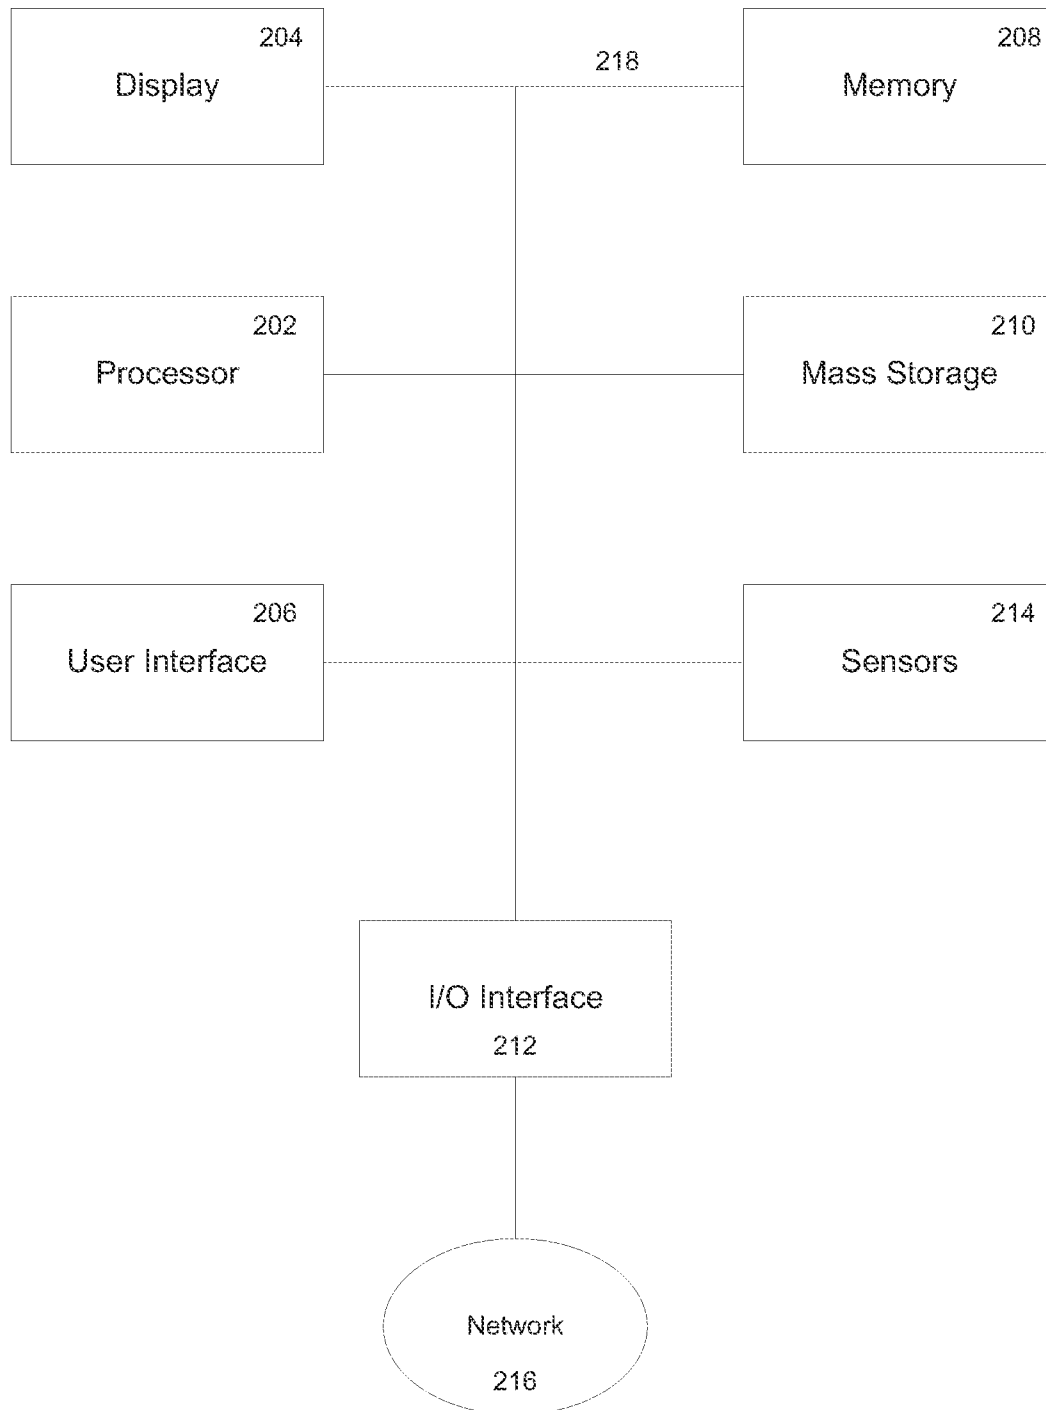 204
Display
218
208
Memory
202
Processor
210
Mass Storage
206
User Interface
214
Sensors
I/O Interface
212
Network
216